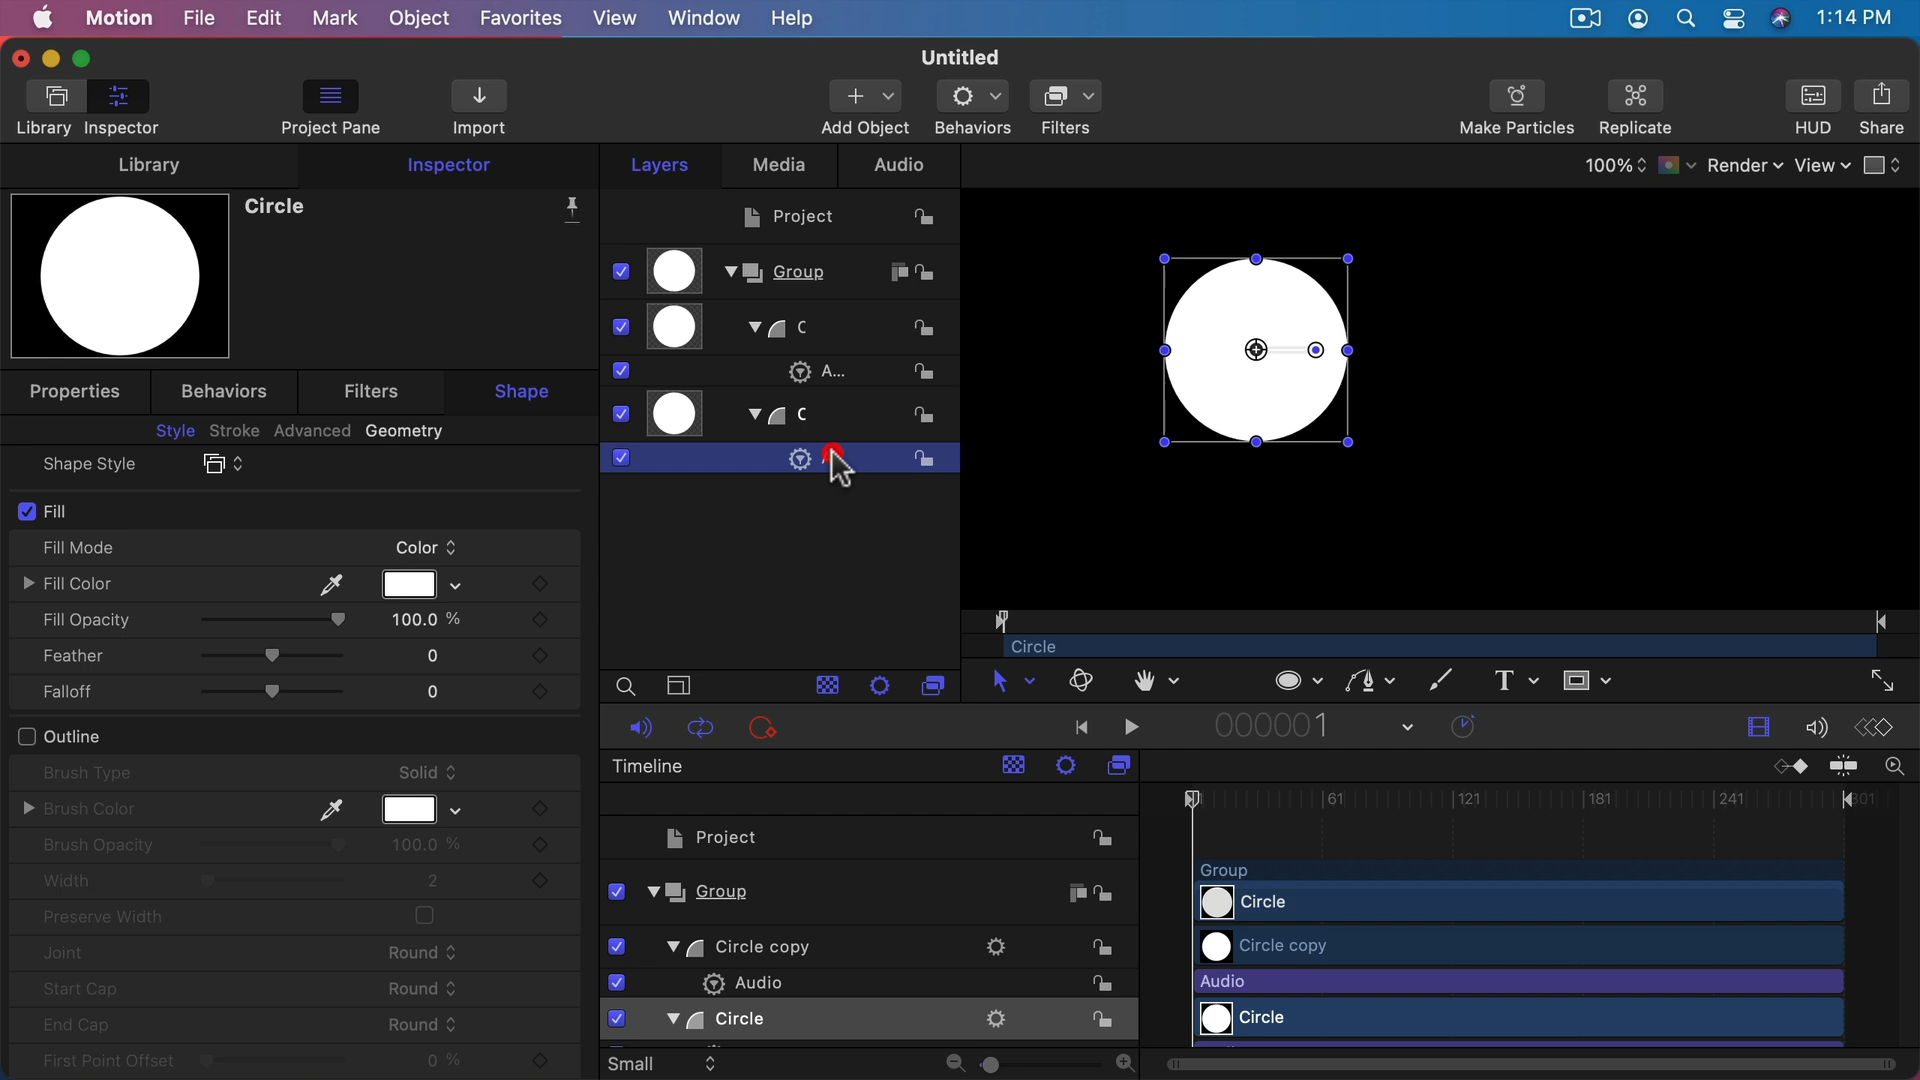 Motion File Edit Mark Object Favorites View Window Help 1:14 PM
Untitled
Library Inspector Project Pane Import Add Object Behaviors Filters Make Particles Replicate HUD Share
Library Inspector Layers Media Audio 100% Render View
Circle
Project
Group
C
A...
C
Properties Behaviors Filters Shape
Style Stroke Advanced Geometry
Shape Style
Fill
Fill Mode Color
Fill Color
Fill Opacity 100.0 %
Feather 0
Falloff 0
Outline
Brush Type Solid
Brush Color
Brush Opacity 100.0 %
Width 2
Preserve Width
Joint Round
Start Cap Round
End Cap Round
First Point Offset 0 %
Circle
T
000001
Timeline
61 121 181 241 301
Project
Group
Circle copy
Audio
Circle
Small
Group
Circle
Circle copy
Audio
Circle